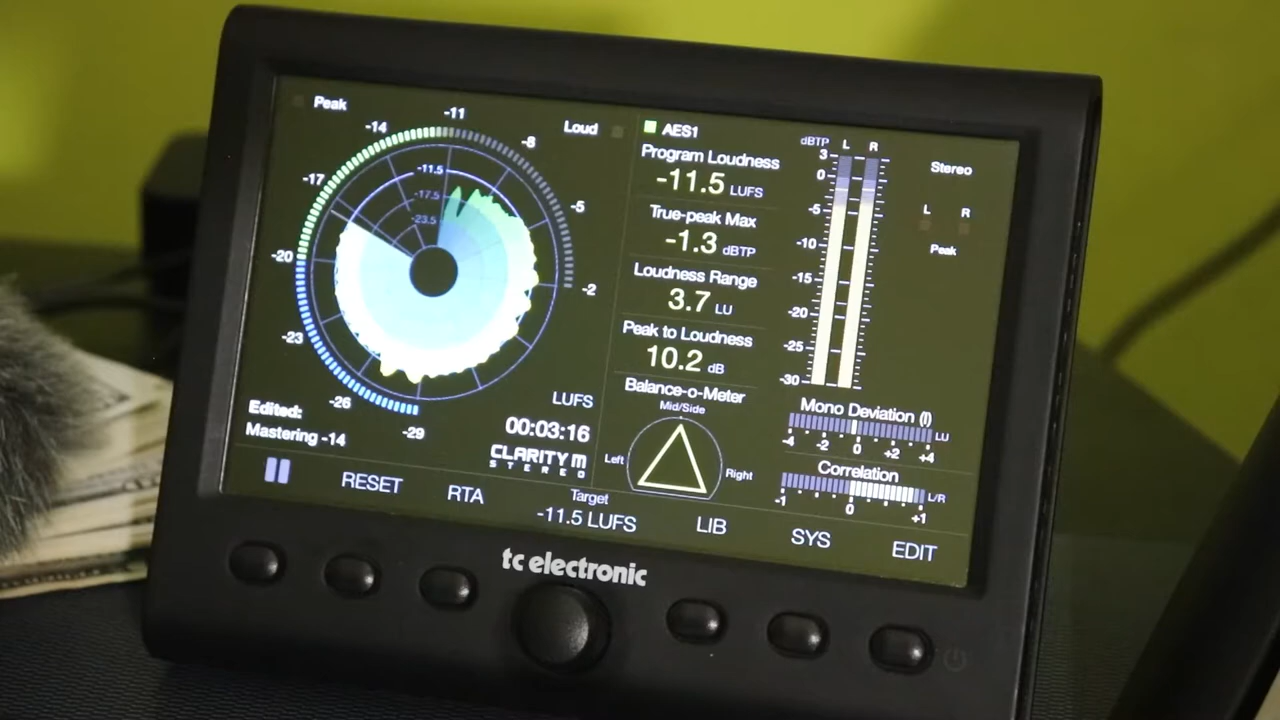 Peak
Loud
-11
-14
-8
-17
-5
-20
-2
-23
-26
-29
-11.5
-17.5
-23.5
LUFS
Edited:
Mastering -14
00:03:16
CLARITY M
STEREO
AES1
Program Loudness
-11.5 LUFS
True-peak Max
-1.3 dBTP
Loudness Range
3.7 LU
Peak to Loudness
10.2 dB
Balance-o-Meter
Mid/Side
Left
Right
dBTP L R
3
0
-5
-10
-15
-20
-25
-30
Stereo
L R
Peak
Mono Deviation (I)
LU
-4 -2 0 +2 +4
Correlation
L/R
-1 0 +1
RESET
RTA
Target
-11.5 LUFS
LIB
SYS
EDIT
tc electronic